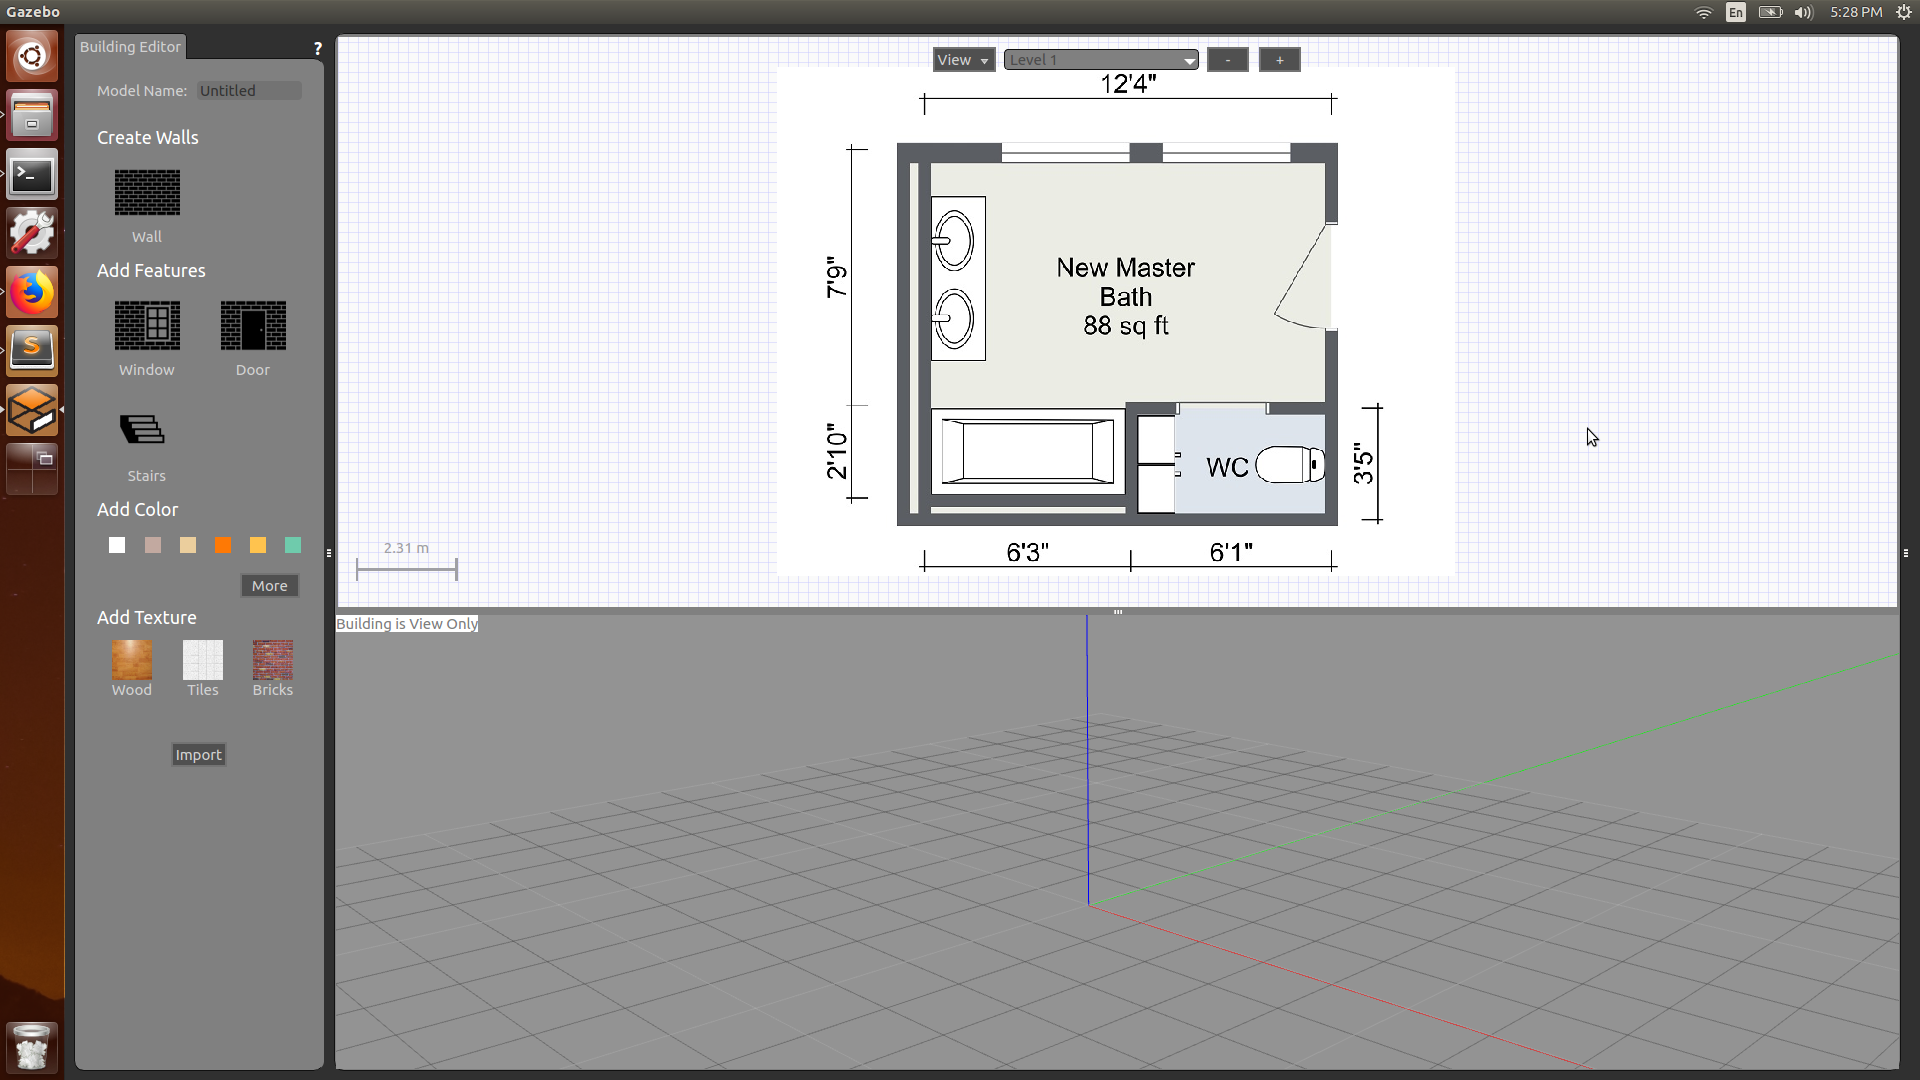 Gazebo
En
5:28 PM
Building Editor
?
Model Name: Untitled
Create Walls
Wall
Add Features
Window
Door
Stairs
Add Color
More
Add Texture
Wood
Tiles
Bricks
Import
View
Level 1
-
+
12'4"
7'9"
New Master
Bath
88 sq ft
2'10"
WC
3'5"
6'3"
6'1"
2.31 m
Building is View Only
>_
S